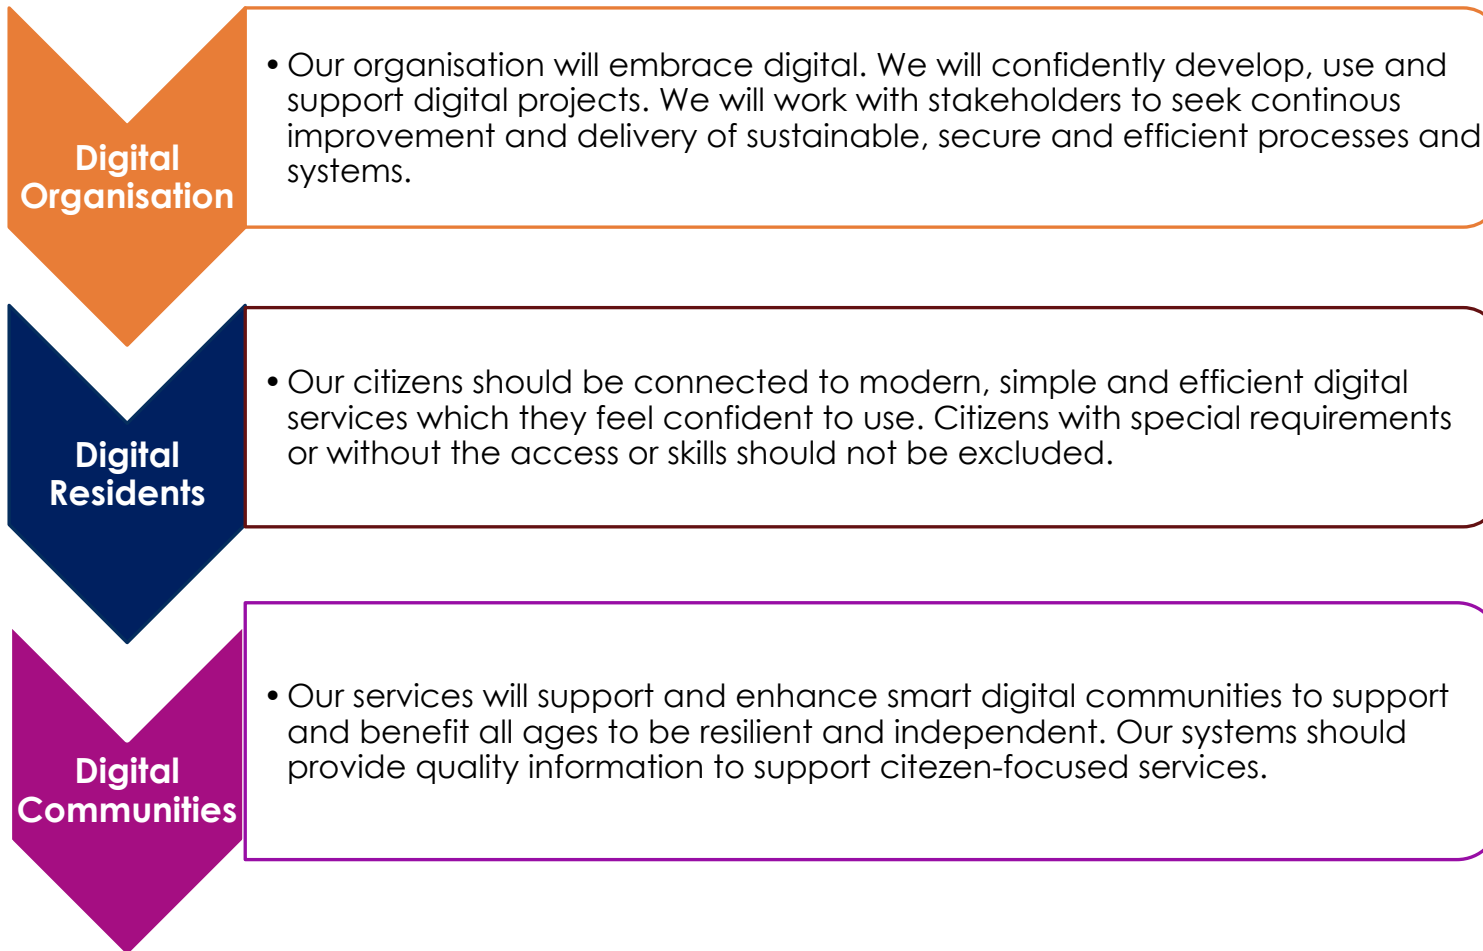 Digital
Organisation
• Our organisation will embrace digital. We will confidently develop, use and
support digital projects. We will work with stakeholders to seek continous
improvement and delivery of sustainable, secure and efficient processes and
systems.
Digital
Residents
• Our citizens should be connected to modern, simple and efficient digital
services which they feel confident to use. Citizens with special requirements
or without the access or skills should not be excluded.
Digital
Communities
• Our services will support and enhance smart digital communities to support
and benefit all ages to be resilient and independent. Our systems should
provide quality information to support citezen-focused services.